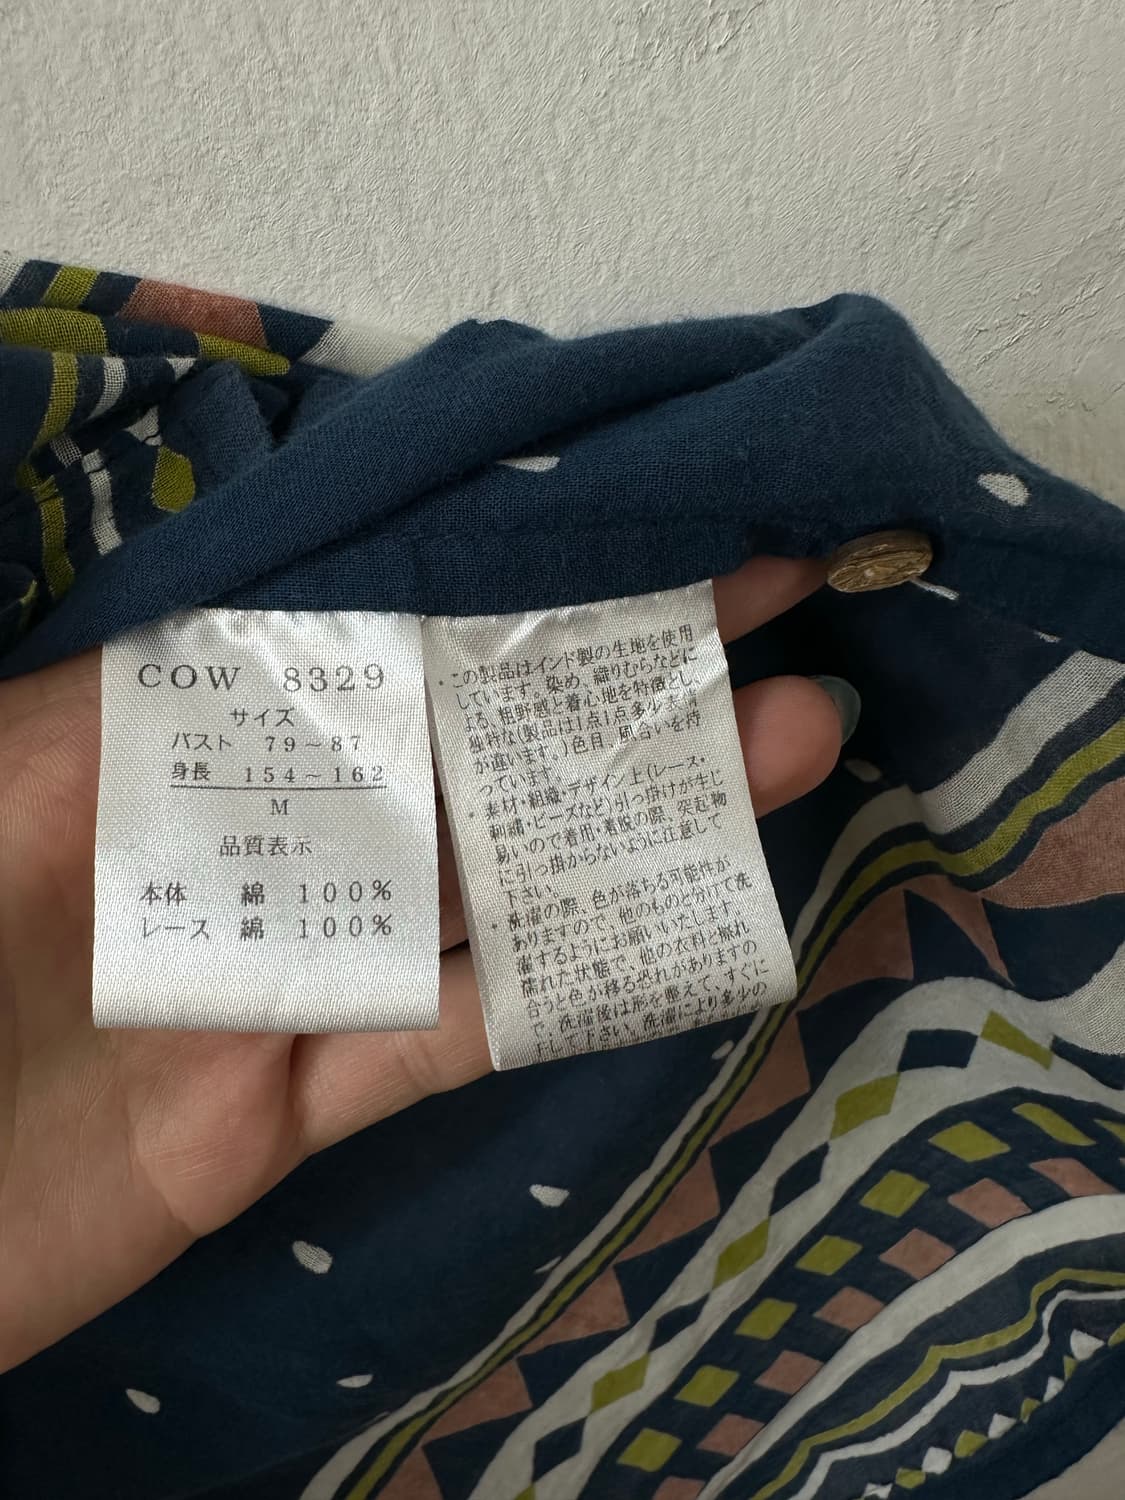 COW 8329
サイズ
バスト 79~87
身長 154~162
M
品質表示
本体 綿 100%
レース 綿 100%
・この製品はインド製の生地を使用
しています。染め、織りむらなどに
よる、粗野感と着心地を特徴とし、
独特な(製品は1点1点多少表情
が違います。)色目、風合いを持
っています。
・素材・組織・デザイン上(レース・
刺繍・ビーズなど)引っ掛けが生じ
易いので着用・着脱の際、突起物
に引っ掛からないように注意して
下さい。
・洗濯の際、色が落ちる可能性が
ありますので、他のものと分けて洗
濯するようにお願いいたします。
濡れた状態で、他の衣料と擦れ
合うと色が移る恐れがありますの
で、洗濯後は形を整えて、すぐに
干して下さい。洗濯により多少の